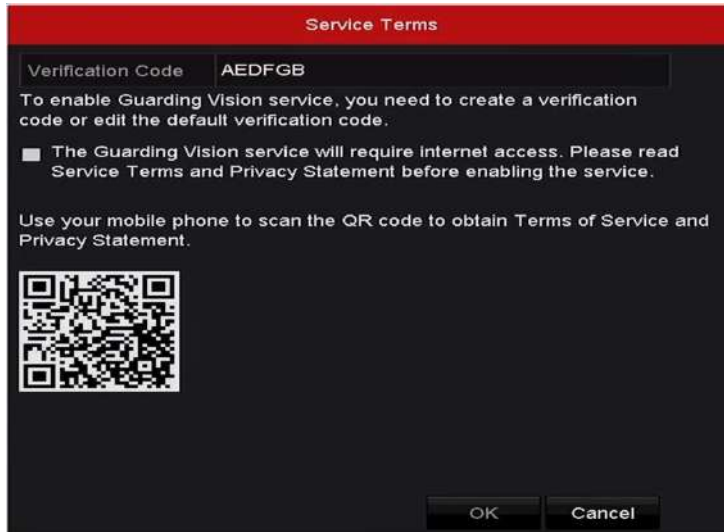 Service Terms
Verification Code AEDFGB
To enable Guarding Vision service, you need to create a verification
code or edit the default verification code.
The Guarding Vision service will require internet access. Please read
Service Terms and Privacy Statement before enabling the service.
Use your mobile phone to scan the QR code to obtain Terms of Service and
Privacy Statement.
OK Cancel